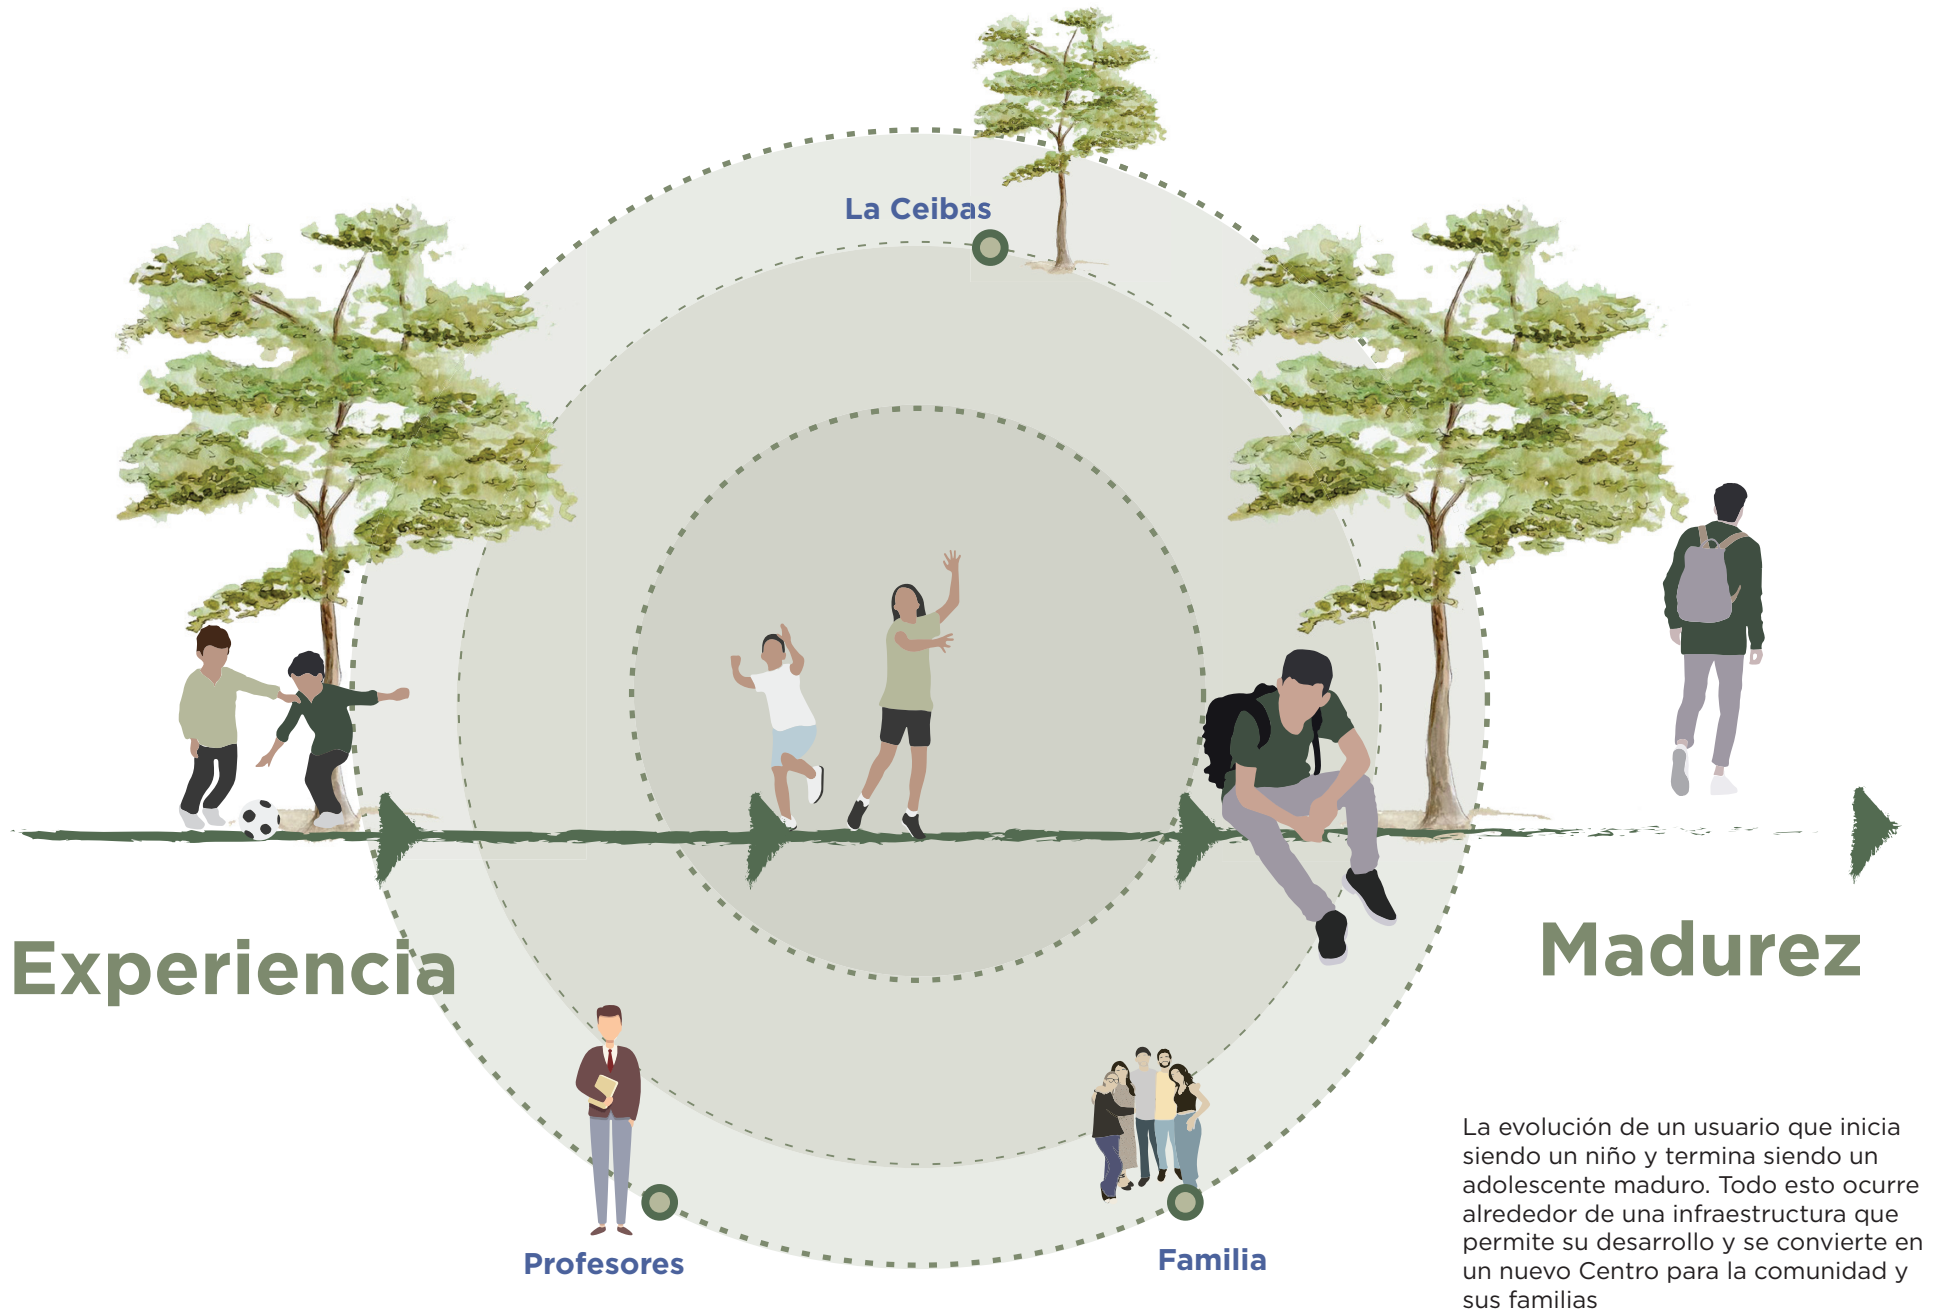 La Ceibas
Experiencia
Madurez
Profesores
Familia
La evolución de un usuario que inicia
siendo un niño y termina siendo un
adolescente maduro. Todo esto ocurre
alrededor de una infraestructura que
permite su desarrollo y se convierte en
un nuevo Centro para la comunidad y
sus familias